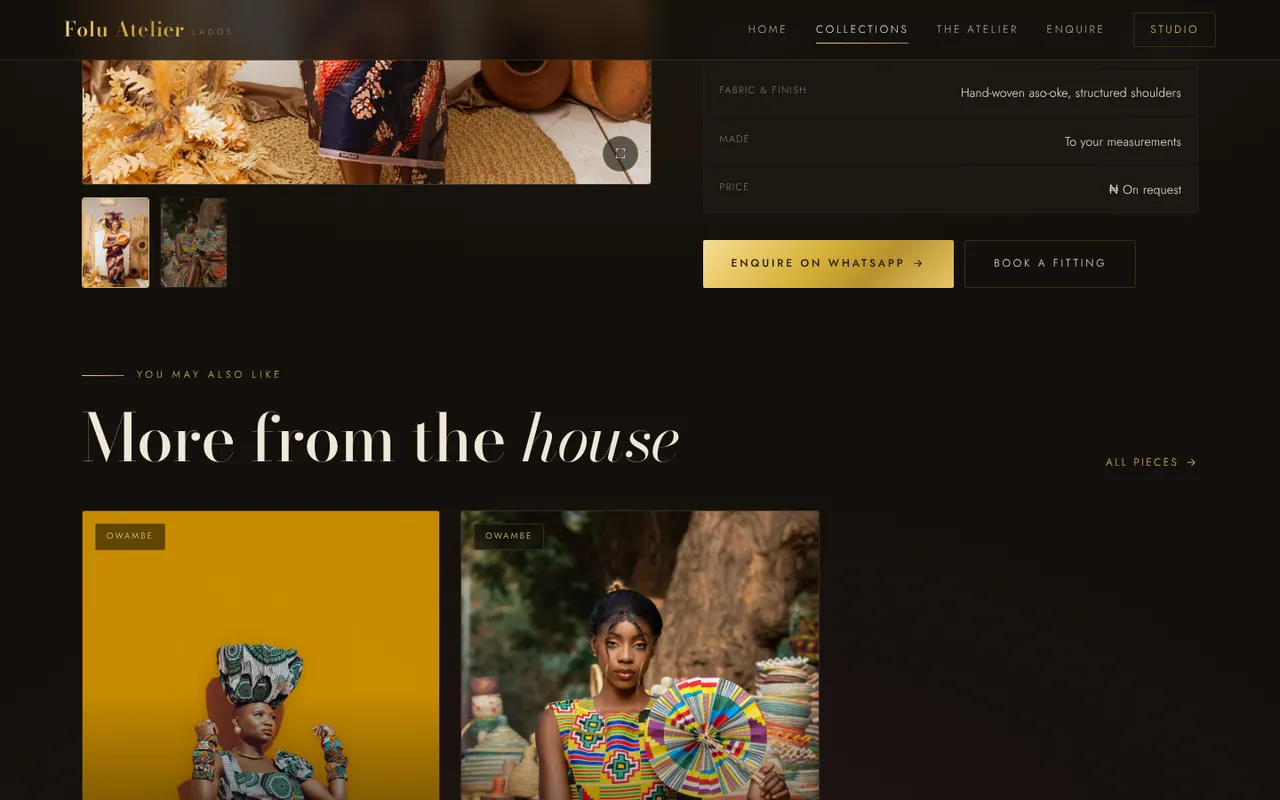 Folu Atelier LAGOS
HOME COLLECTIONS THE ATELIER ENQUIRE STUDIO
FABRIC & FINISH Hand-woven aso-oke, structured shoulders
MADE To your measurements
PRICE ₦ On request
ENQUIRE ON WHATSAPP → BOOK A FITTING
YOU MAY ALSO LIKE
More from the house
ALL PIECES →
OWAMBE OWAMBE